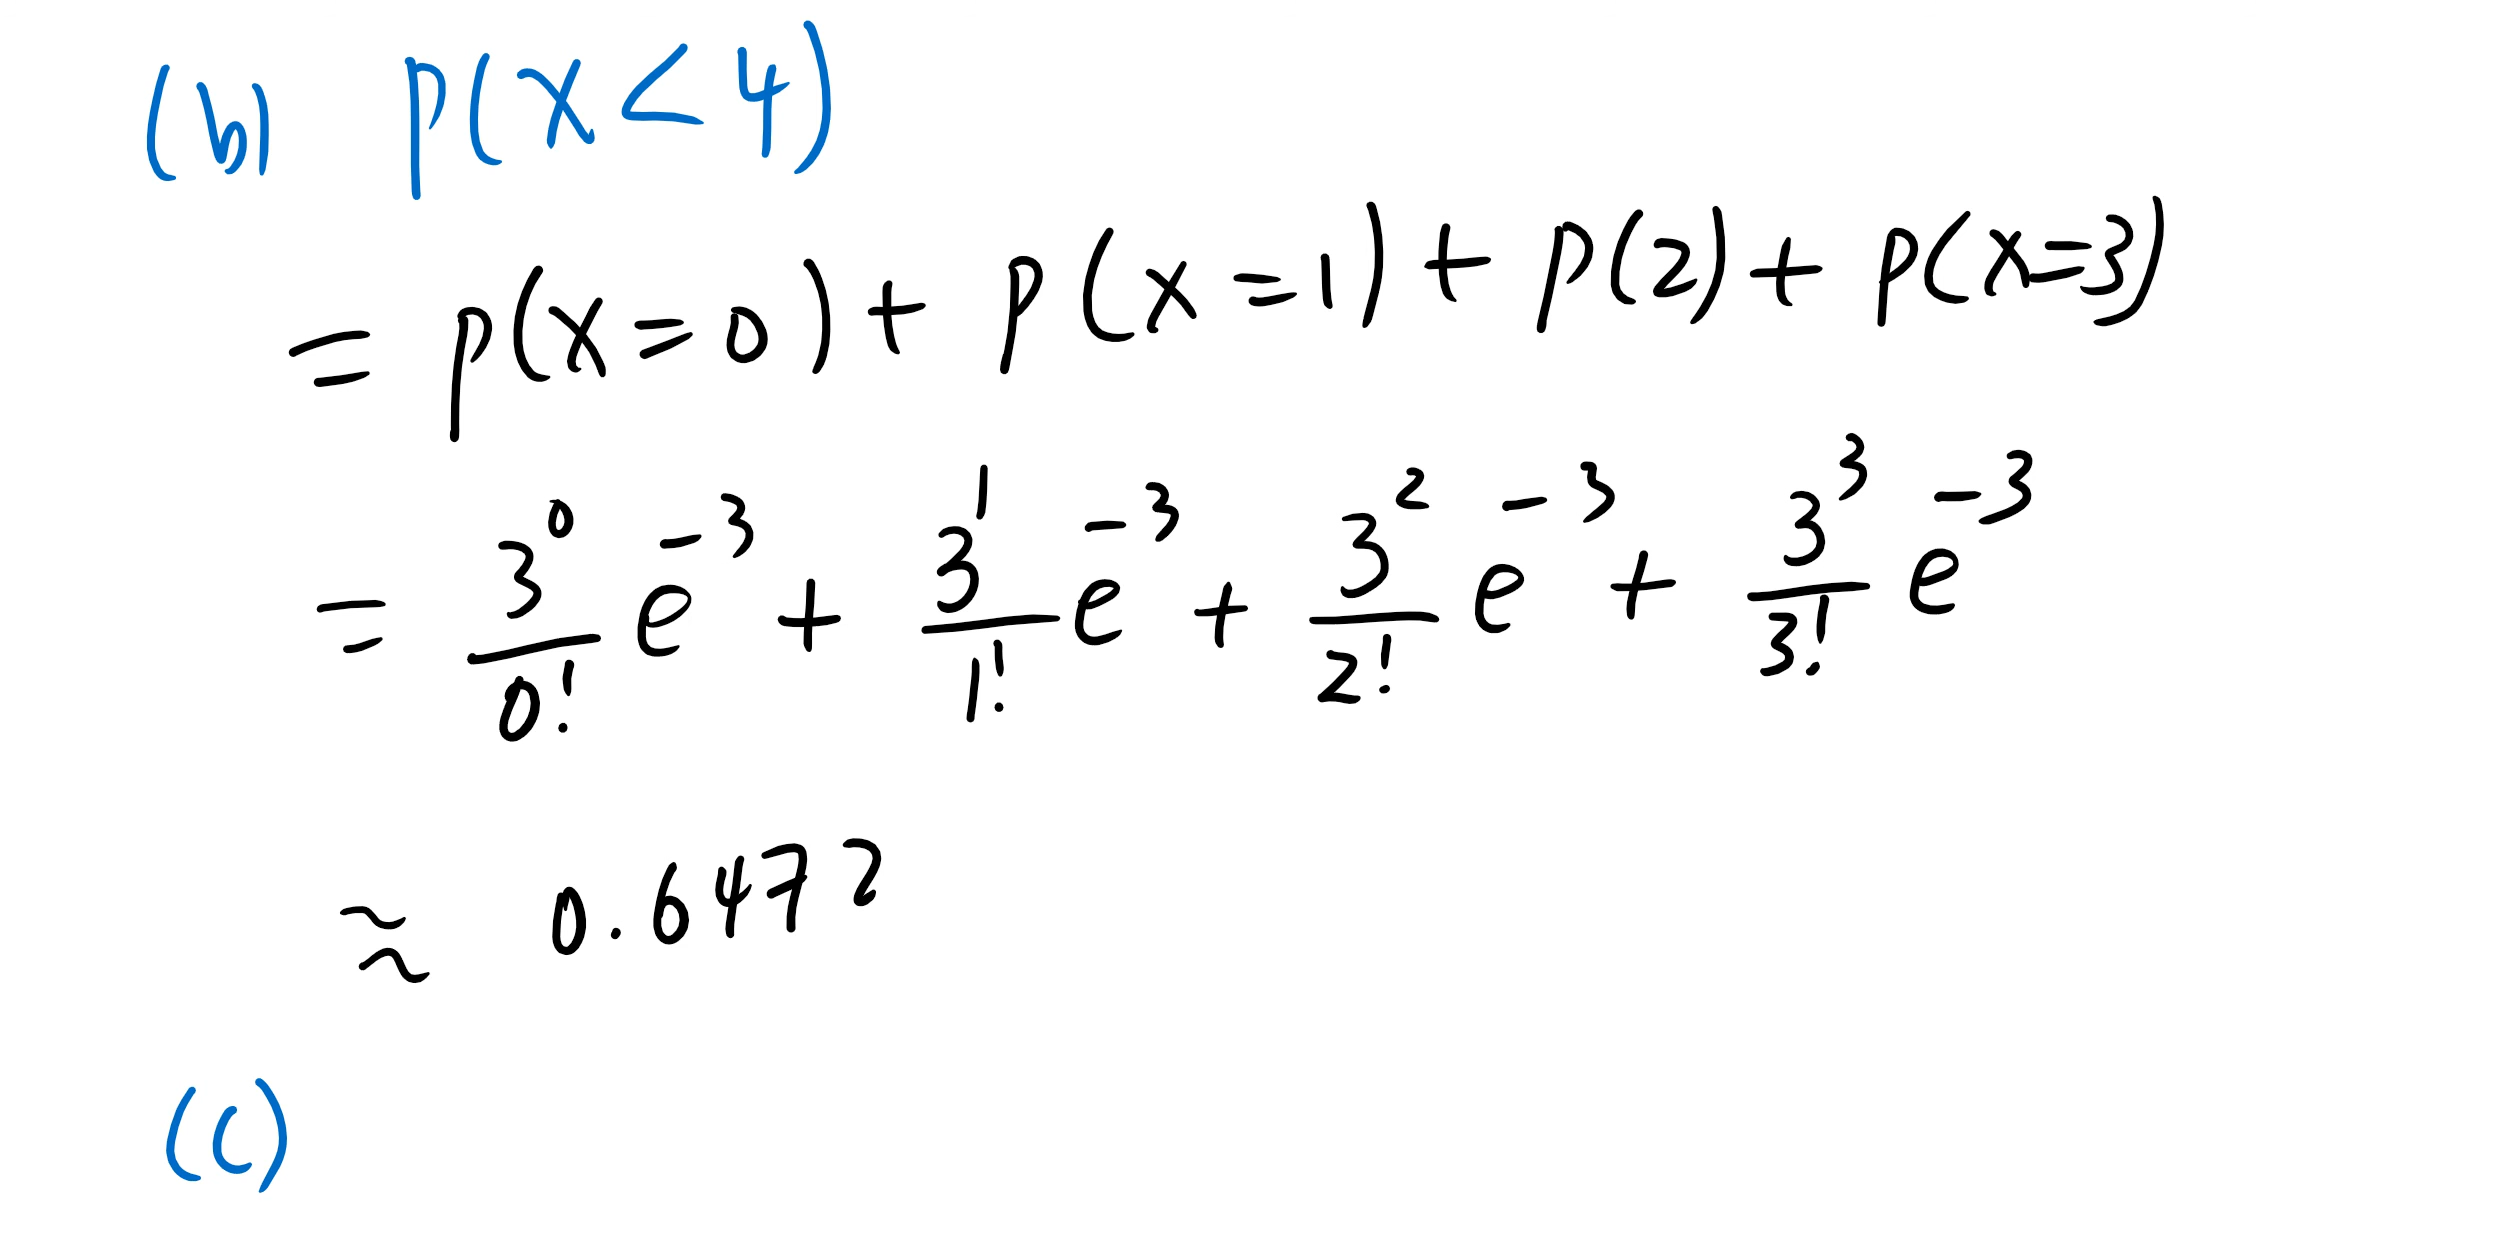 (b) P(X < 4)
= P(X=0) + P(X=1) + P(2) + P(X=3)
= 3^0/0! e^-3 + 3^1/1! e^-3 + 3^2/2! e^-3 + 3^3/3! e^-3
≈ 0.6472
(c)